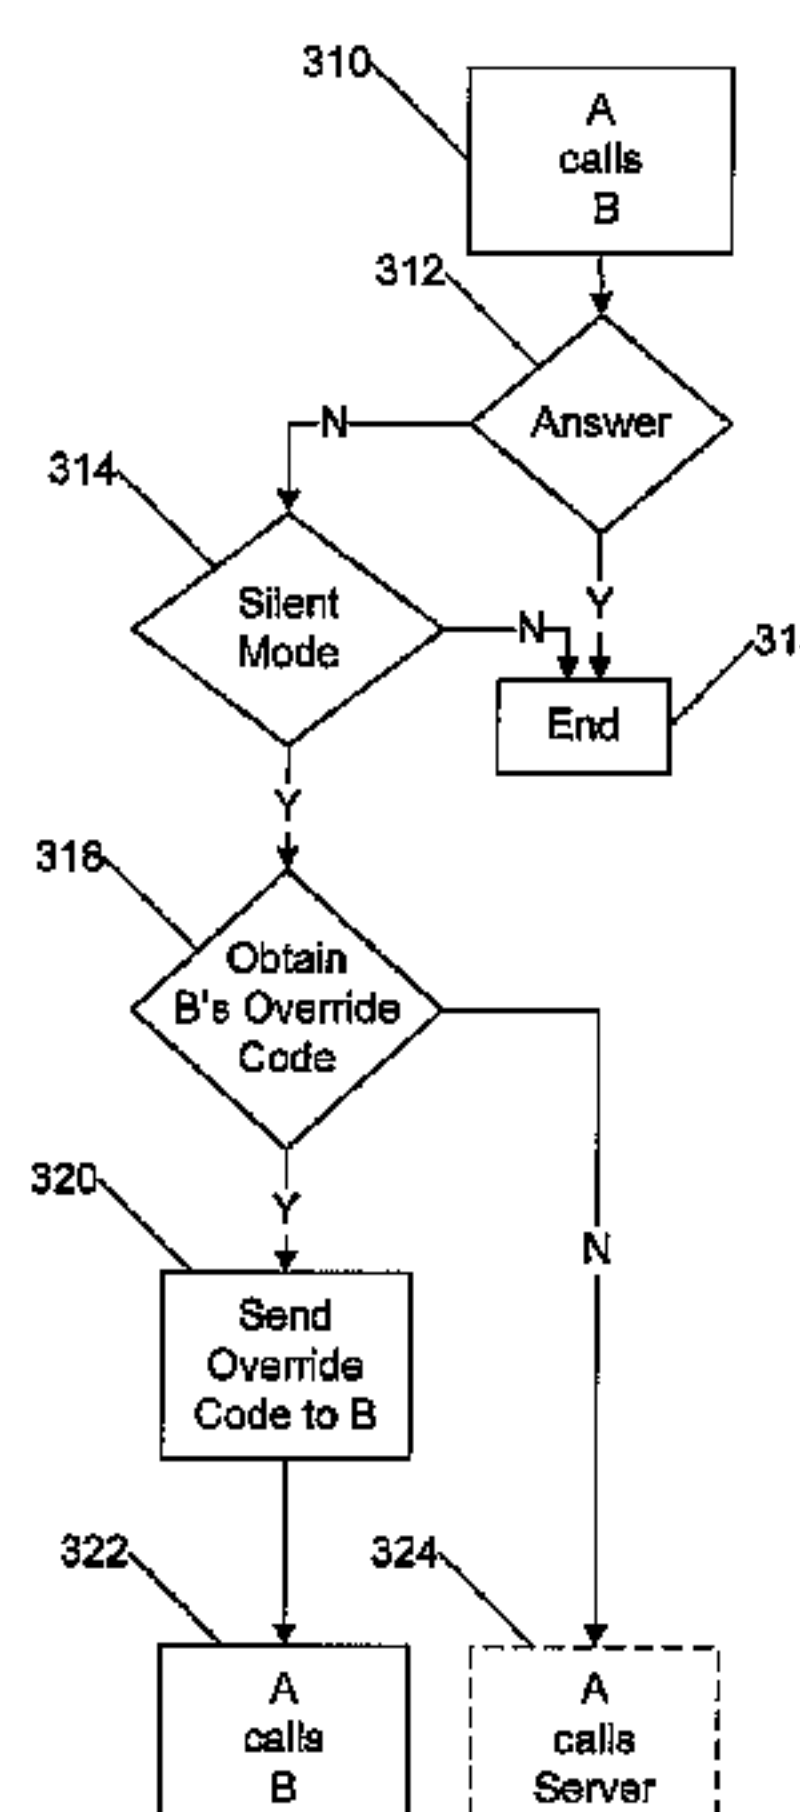 310
A
calls
B
312
Answer
N
314
Silent
Mode
Y
N
End
Y
318
Obtain
B's Override
Code
320
Y
N
Send
Override
Code to B
322
324
A
calls
B
A
calls
Server